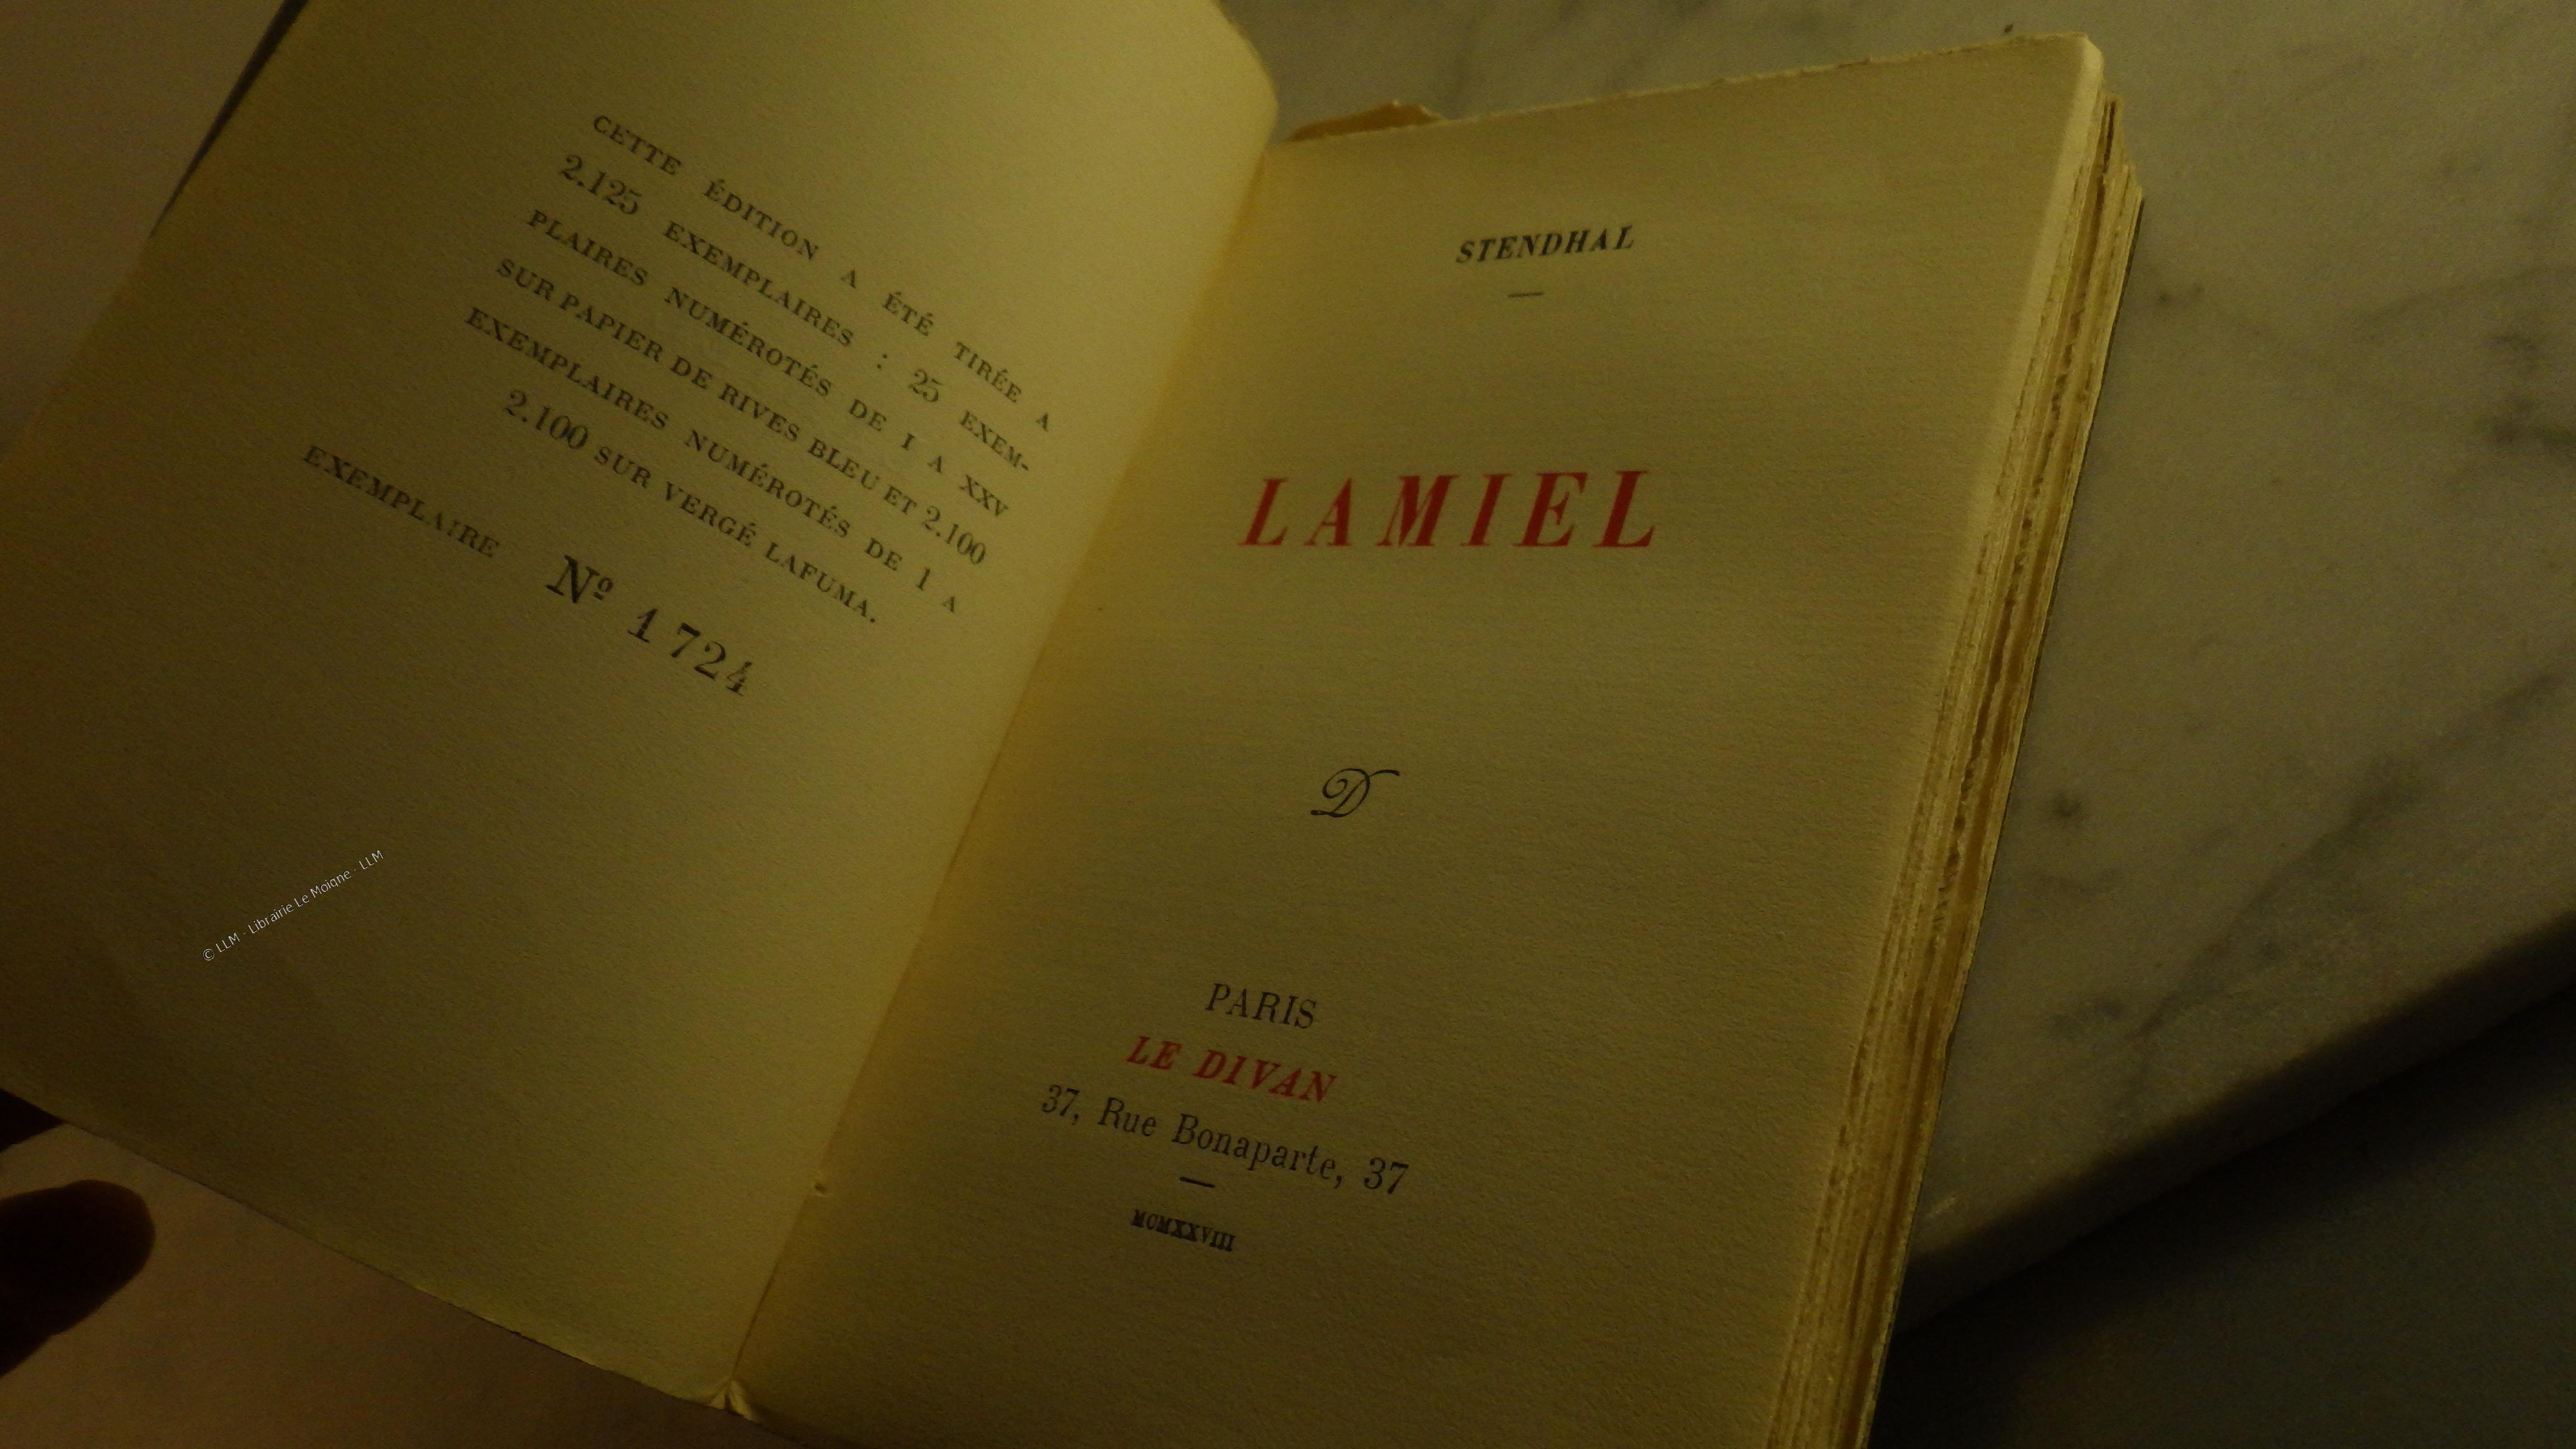 CETTE ÉDITION A ÉTÉ TIRÉE A
2.125 EXEMPLAIRES : 25 EXEM-
PLAIRES NUMÉROTÉS DE I A XXV
SUR PAPIER DE RIVES BLEU ET 2.100
EXEMPLAIRES NUMÉROTÉS DE 1 A
2.100 SUR VERGÉ LAFUMA.
EXEMPLAIRE Nº 1724
© LLM - Librairie Le Moigne - LLM
STENDHAL
LAMIEL
D
PARIS
LE DIVAN
37, Rue Bonaparte, 37
MCMXXVIII